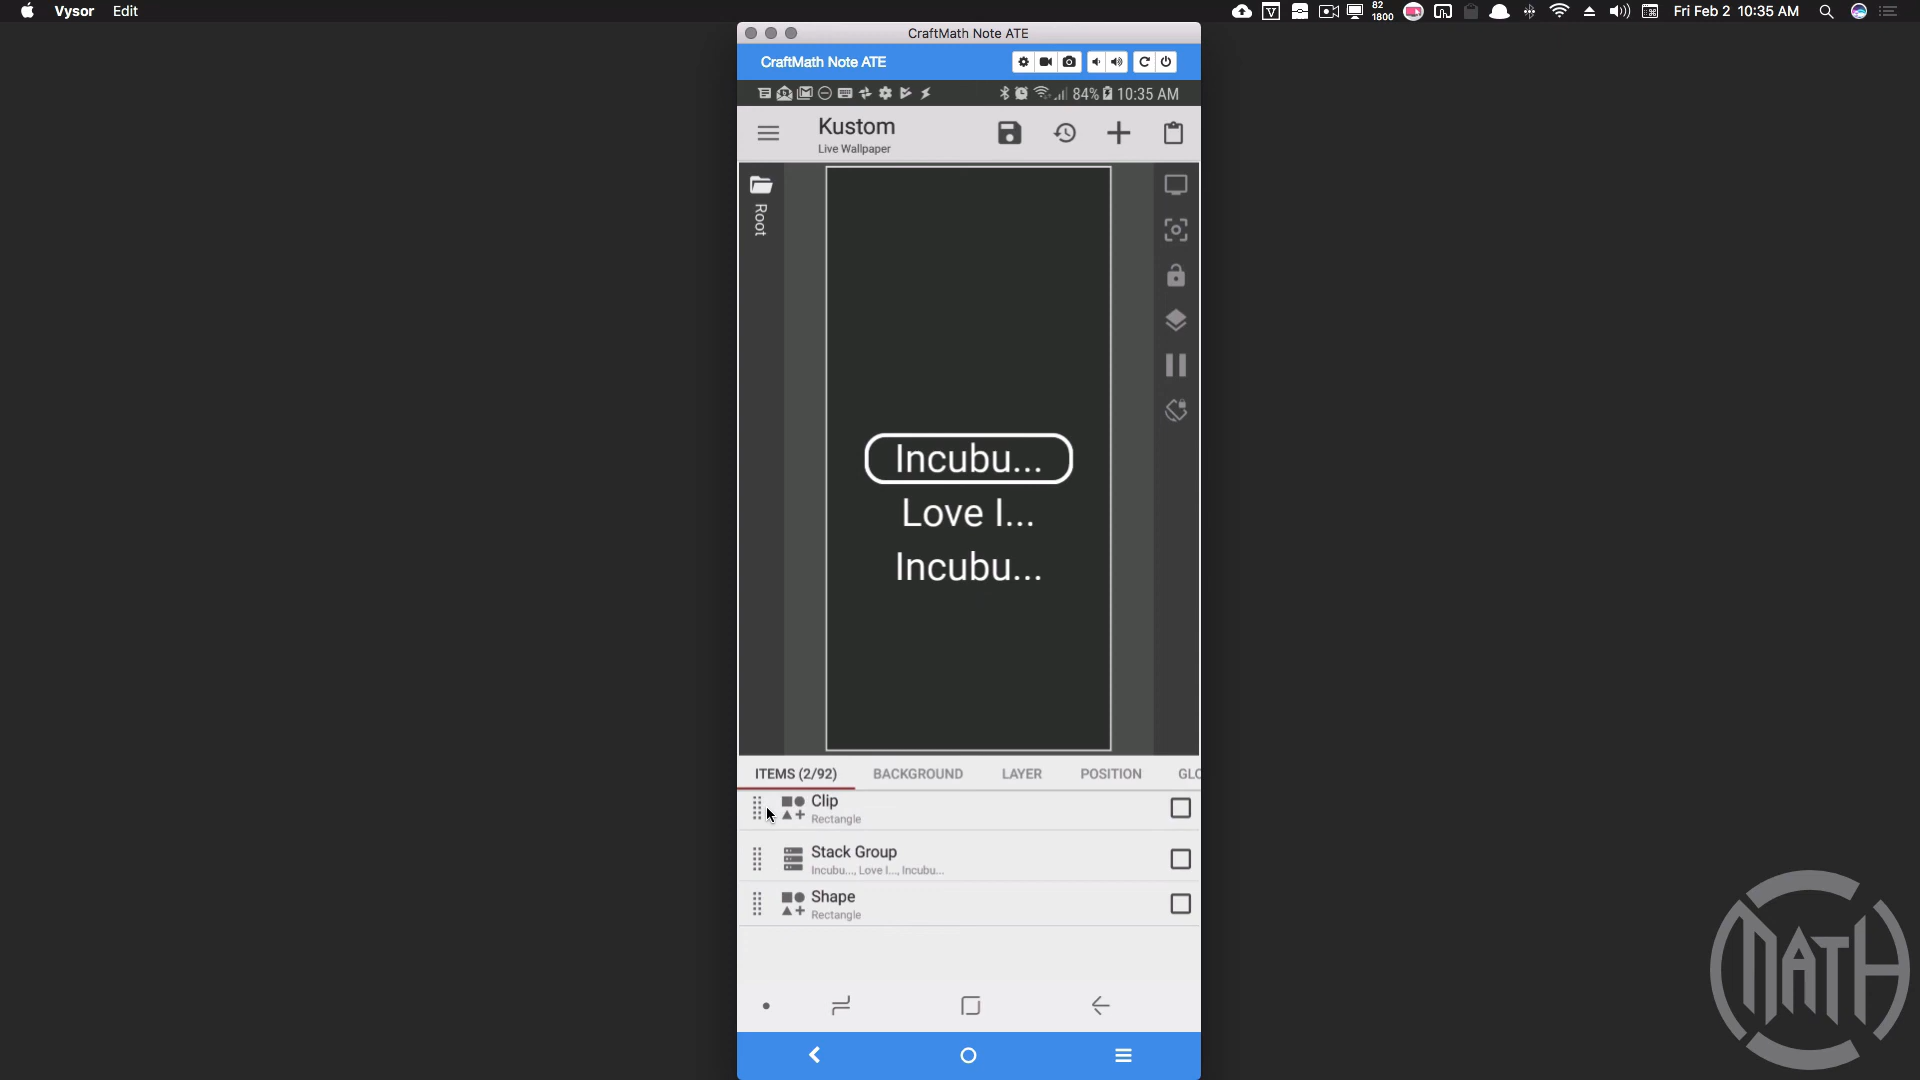 Vysor Edit
82
1800
Fri Feb 2 10:35 AM
CraftMath Note ATE
CraftMath Note ATE
84% 10:35 AM
Kustom
Live Wallpaper
Root
Incubu...
Love I...
Incubu...
ITEMS (2/92) BACKGROUND LAYER POSITION GLO
Clip
Rectangle
Stack Group
Incubu..., Love I..., Incubu...
Shape
Rectangle
MATH